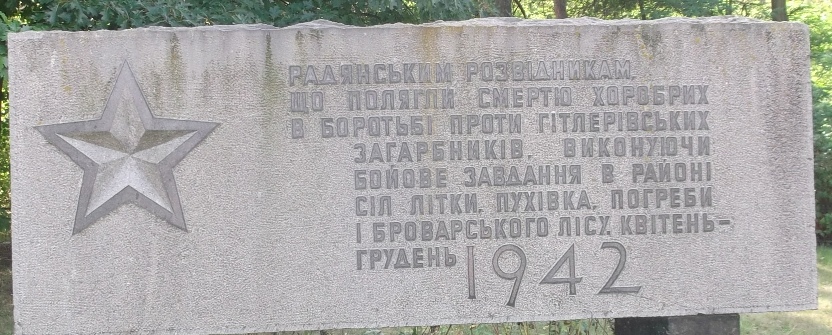 РАДЯНСЬКИМ РОЗВІДНИКАМ,
ЩО ПОЛЯГЛИ СМЕРТЮ ХОРОБРИХ
В БОРОТЬБІ ПРОТИ ГІТЛЕРІВСЬКИХ
ЗАГАРБНИКІВ, ВИКОНУЮЧИ
БОЙОВЕ ЗАВДАННЯ В РАЙОНІ
СІЛ ЛІТКИ, ПУХІВКА, ПОГРЕБИ
І БРОВАРСЬКОГО ЛІСУ. КВІТЕНЬ–
ГРУДЕНЬ 1942